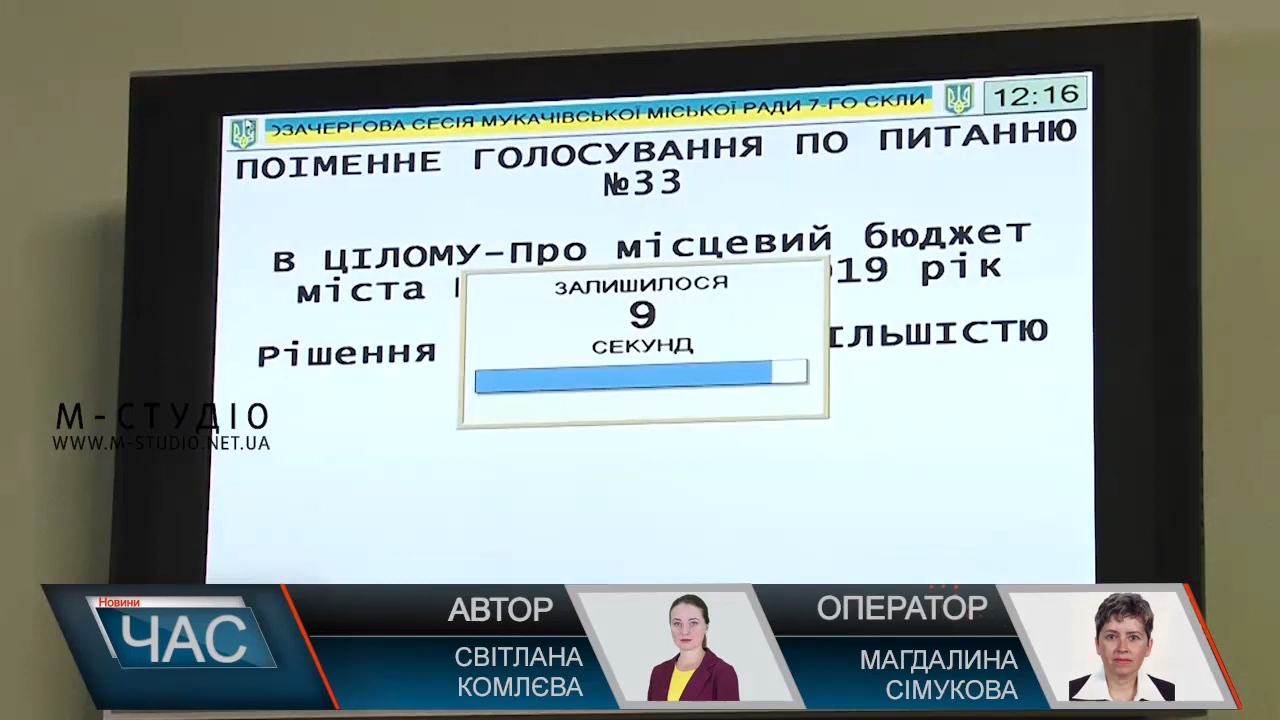 ОЗАЧЕРГОВА СЕСІЯ МУКАЧІВСЬКОЇ МІСЬКОЇ РАДИ 7-ГО СКЛИ
12:16
ПОІМЕННЕ ГОЛОСУВАННЯ ПО ПИТАННЮ
№33
В ЦІЛОМУ-Про місцевий бюджет
міста 19 рік
ЗАЛИШИЛОСЯ
9
СЕКУНД
Рішення ІЛЬШІСТЮ
М-СТУДІО
WWW.M-STUDIO.NET.UA
Новини
ЧАС
АВТОР
СВІТЛАНА
КОМЛЄВА
ОПЕРАТОР
МАГДАЛИНА
СІМУКОВА